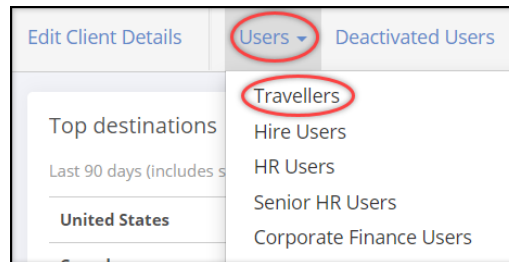 Edit Client Details
Users
Deactivated Users
Travellers
Hire Users
HR Users
Senior HR Users
Corporate Finance Users
Top destinations
Last 90 days (includes
United States